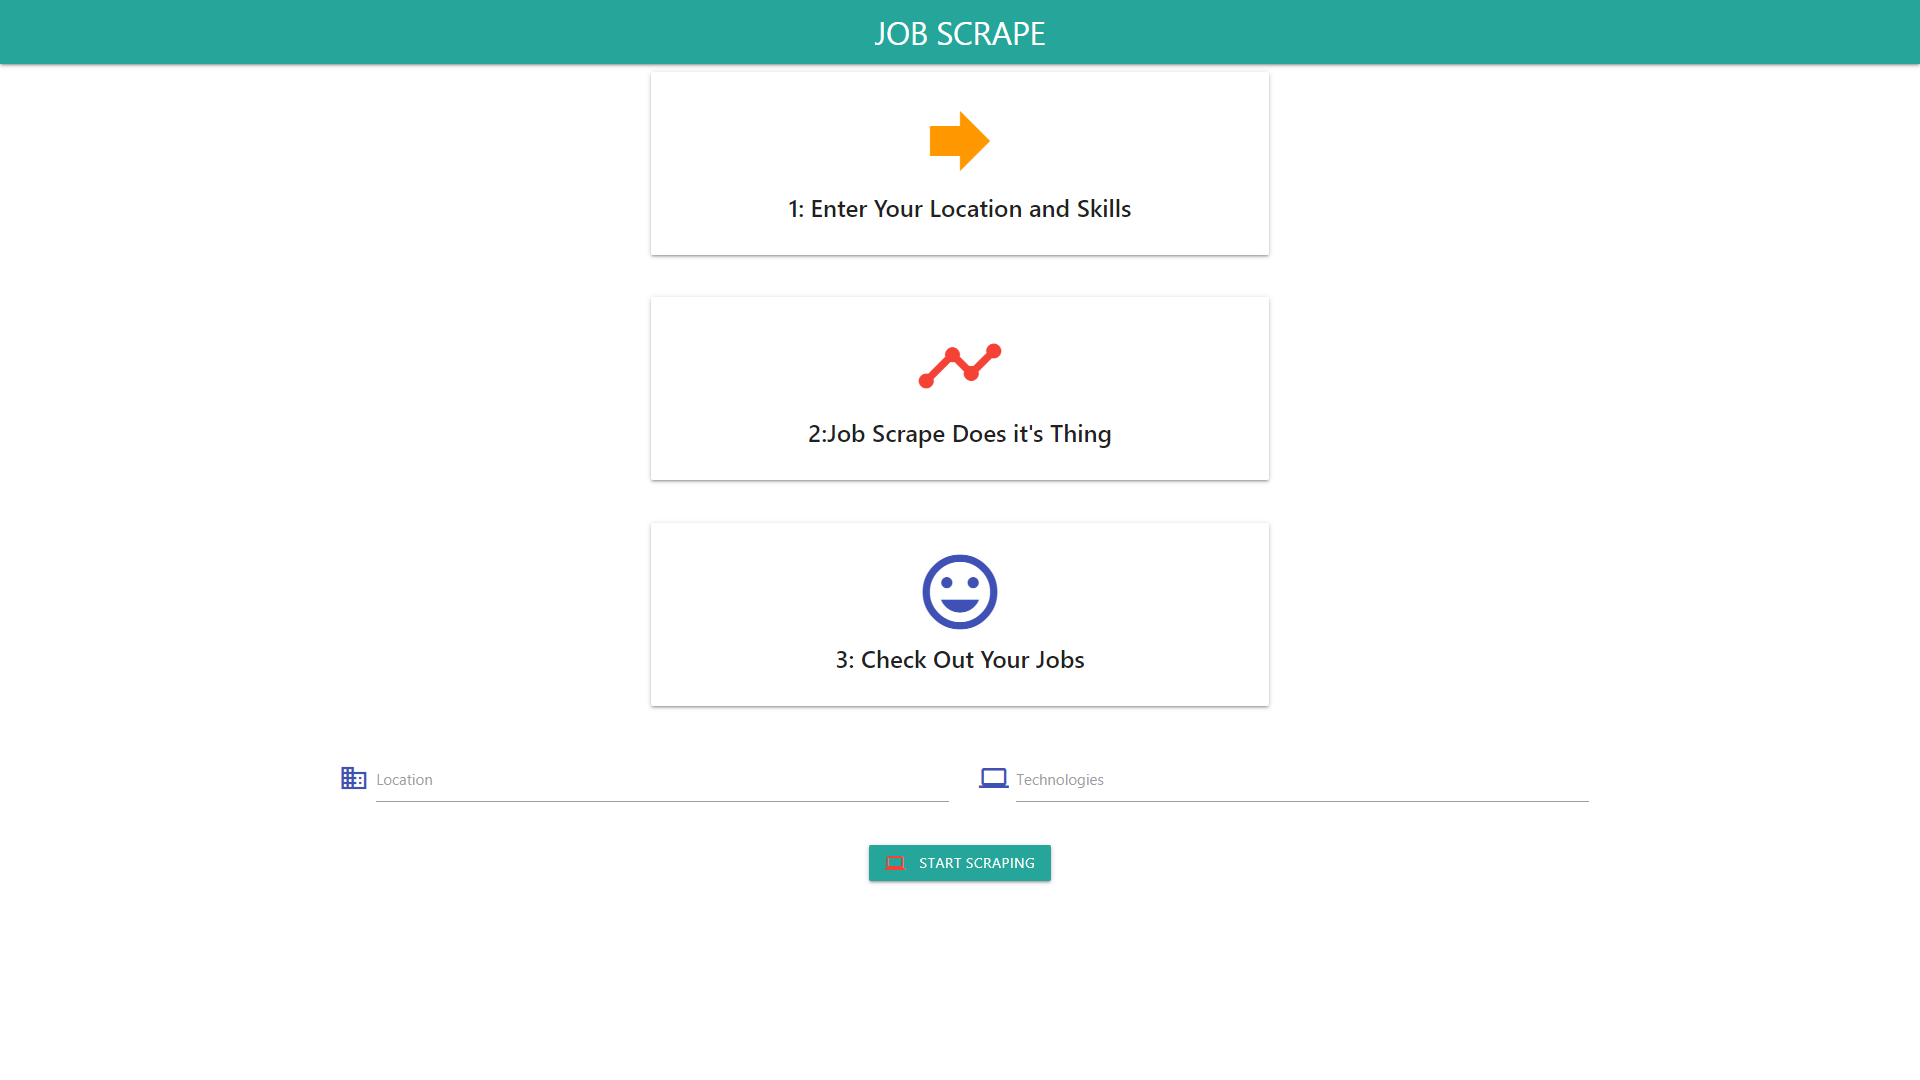 JOB SCRAPE
1: Enter Your Location and Skills
2:Job Scrape Does it's Thing
3: Check Out Your Jobs
Location
Technologies
START SCRAPING